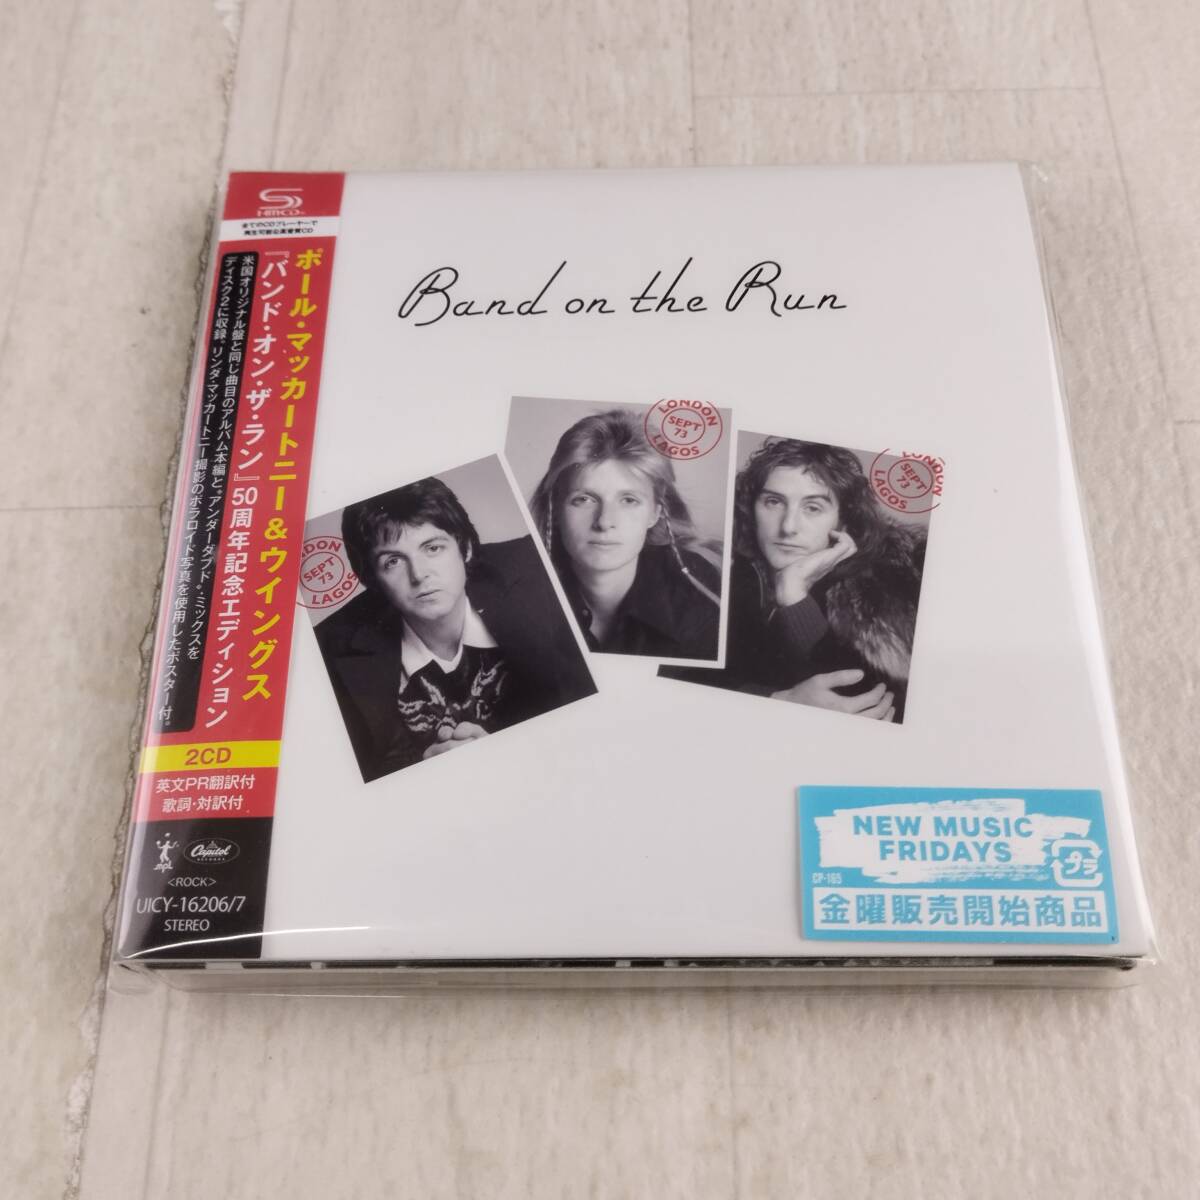 SHM-CD
全てのCDプレーヤーで
再生可能な高音質CD
ポール・マッカートニー&ウイングス
『バンド・オン・ザ・ラン』50周年記念エディション
米国オリジナル盤と同じ曲目のアルバム本編と、“アンダーダブド”・ミックスを
ディスク2に収録。リンダ・マッカートニー撮影のポラロイド写真を使用したポスター付。
2CD
英文PR翻訳付
歌詞・対訳付
mpl
Capitol
RECORDS
<ROCK>
UICY-16206/7
STEREO
Band on the Run
LONDON
SEPT
73
LAGOS
LONDON
SEPT
73
LAGOS
LONDON
SEPT
73
LAGOS
NEW MUSIC
FRIDAYS
プラ
CP-165
金曜販売開始商品